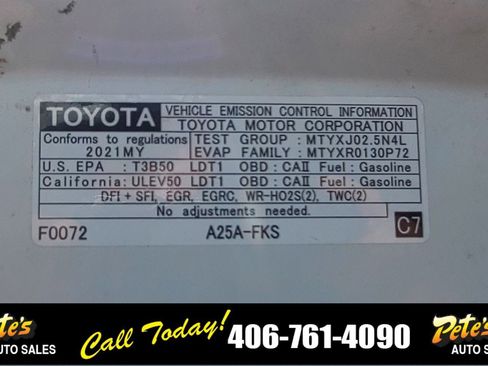 TOYOTA VEHICLE EMISSION CONTROL INFORMATION
TOYOTA MOTOR CORPORATION
Conforms to regulations TEST GROUP : MTYXJ02.5N4L
2021MY EVAP FAMILY : MTYXR0130P72
U.S. EPA : T3B50 LDT1 OBD : CAII Fuel : Gasoline
California: ULEV50 LDT1 OBD : CAII Fuel : Gasoline
DFI + SFI, EGR, EGRC, WR-HO2S(2), TWC(2)
No adjustments needed.
F0072 A25A-FKS C7
Pete's
AUTO SALES
Call Today! 406-761-4090
Pete's
AUTO SALES